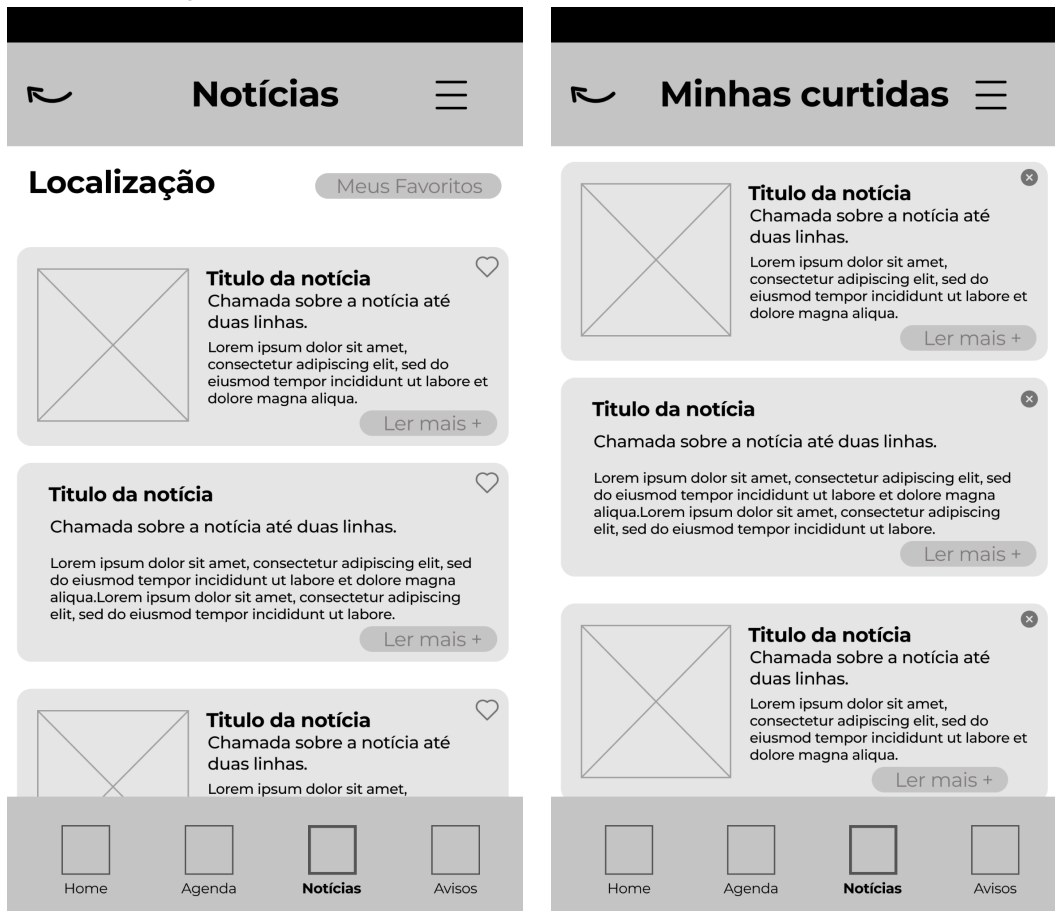 Notícias
Localização
Meus Favoritos
Titulo da notícia
Chamada sobre a notícia até
duas linhas.
Lorem ipsum dolor sit amet,
consectetur adipiscing elit, sed do
eiusmod tempor incididunt ut labore et
dolore magna aliqua.
Ler mais +
Titulo da notícia
Chamada sobre a notícia até duas linhas.
Lorem ipsum dolor sit amet, consectetur adipiscing elit, sed
do eiusmod tempor incididunt ut labore et dolore magna
aliqua.Lorem ipsum dolor sit amet, consectetur adipiscing
elit, sed do eiusmod tempor incididunt ut labore.
Ler mais +
Titulo da notícia
Chamada sobre a notícia até
duas linhas.
Lorem ipsum dolor sit amet,
Home
Agenda
Notícias
Avisos
Minhas curtidas
Titulo da notícia
Chamada sobre a notícia até
duas linhas.
Lorem ipsum dolor sit amet,
consectetur adipiscing elit, sed do
eiusmod tempor incididunt ut labore et
dolore magna aliqua.
Ler mais +
Titulo da notícia
Chamada sobre a notícia até duas linhas.
Lorem ipsum dolor sit amet, consectetur adipiscing elit, sed
do eiusmod tempor incididunt ut labore et dolore magna
aliqua.Lorem ipsum dolor sit amet, consectetur adipiscing
elit, sed do eiusmod tempor incididunt ut labore.
Ler mais +
Titulo da notícia
Chamada sobre a notícia até
duas linhas.
Lorem ipsum dolor sit amet,
consectetur adipiscing elit, sed do
eiusmod tempor incididunt ut labore et
dolore magna aliqua.
Ler mais +
Home
Agenda
Notícias
Avisos